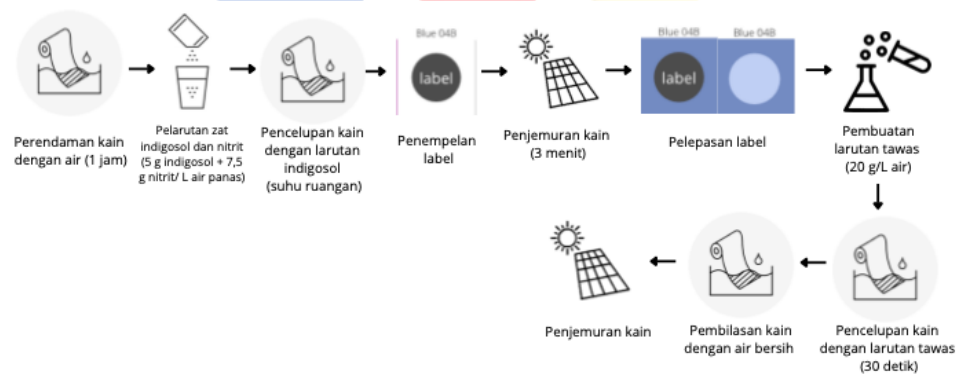 Perendaman kain
dengan air (1 jam)
Pelarutan zat
indigosol dan nitrit
(5 g indigosol + 7,5
g nitrit/ L air panas)
Pencelupan kain
dengan larutan
indigosol
(suhu ruangan)
Blue 04B
label
Penempelan
label
Penjemuran kain
(3 menit)
Blue 04B
Blue 04B
label
Pelepasan label
Pembuatan
larutan tawas
(20 g/L air)
Pencelupan kain
dengan larutan tawas
(30 detik)
Pembilasan kain
dengan air bersih
Penjemuran kain